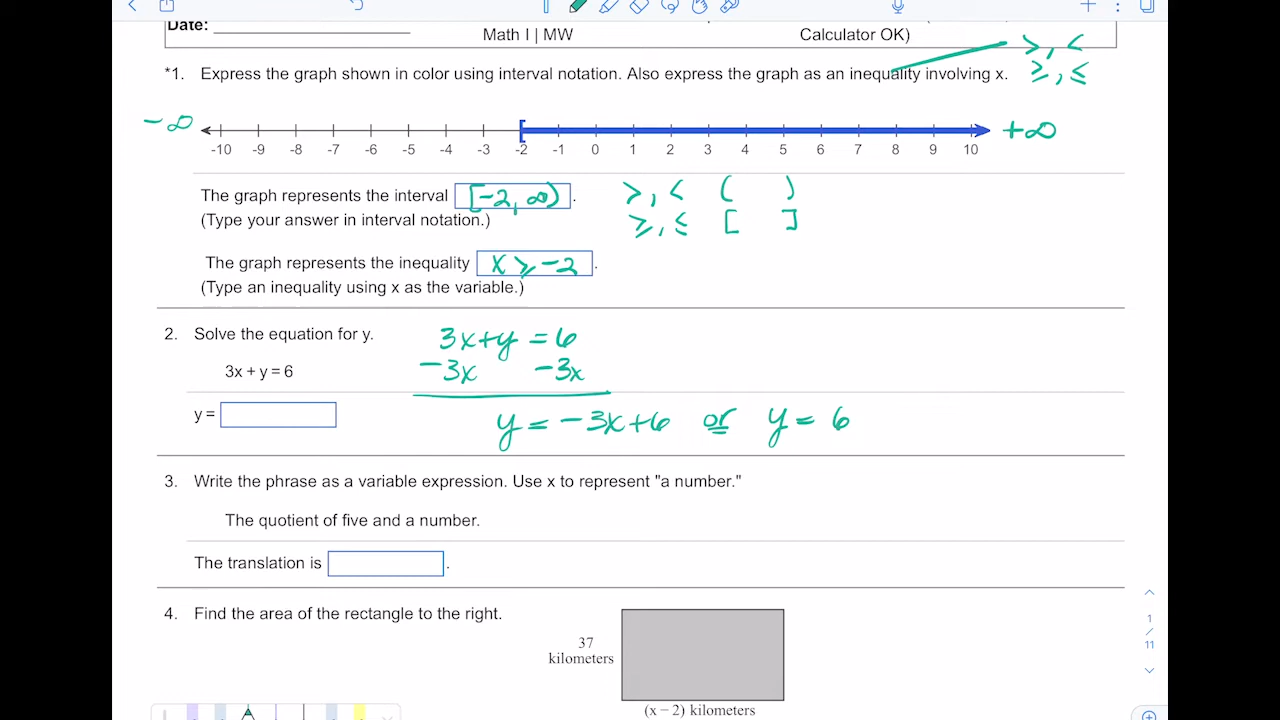 Date:
Math I | MW
Calculator OK)
>, <
*1. Express the graph shown in color using interval notation. Also express the graph as an inequality involving x.
≥, ≤
-∞
+∞
-10 -9 -8 -7 -6 -5 -4 -3 -2 -1 0 1 2 3 4 5 6 7 8 9 10
The graph represents the interval [-2, ∞) .
>, < ( )
(Type your answer in interval notation.)
≥, ≤ [ ]
The graph represents the inequality x ≥ -2 .
(Type an inequality using x as the variable.)
2. Solve the equation for y.
3x+y = 6
3x + y = 6
-3x -3x
y =
y = -3x+6 or y = 6
3. Write the phrase as a variable expression. Use x to represent "a number."
The quotient of five and a number.
The translation is .
4. Find the area of the rectangle to the right.
37
kilometers
(x − 2) kilometers
1
/
11